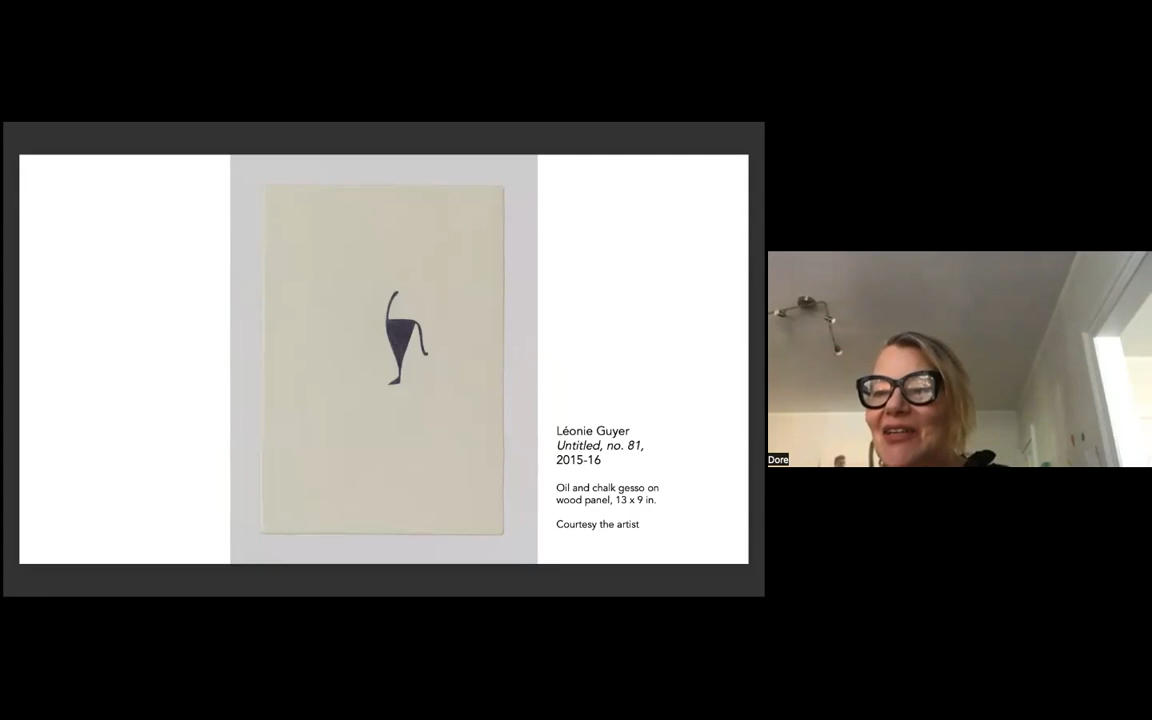 Léonie Guyer
Untitled, no. 81,
2015-16
Oil and chalk gesso on
wood panel, 13 x 9 in.
Courtesy the artist
Dore